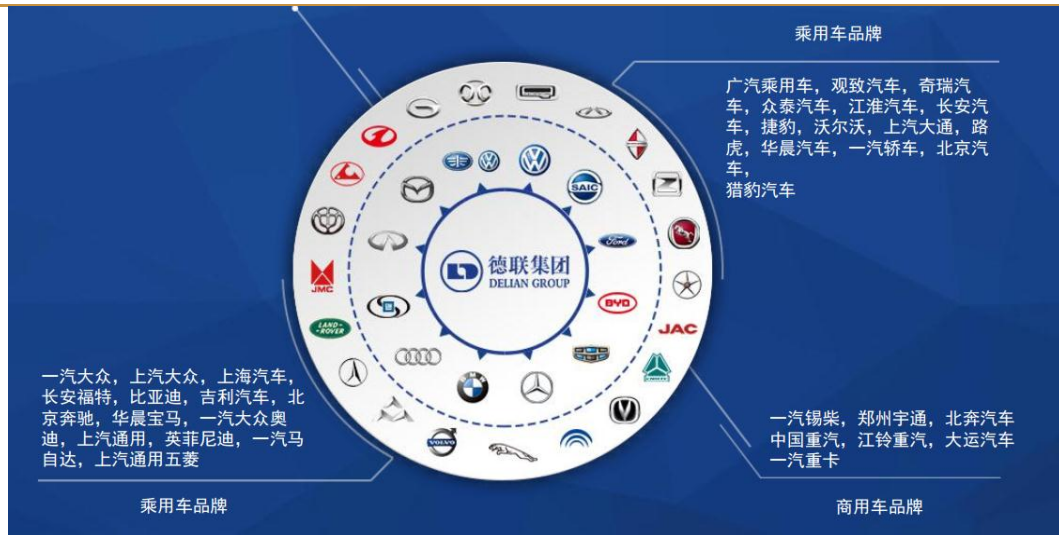 乘用车品牌
广汽乘用车，观致汽车，奇瑞汽
车，众泰汽车，江淮汽车，长安汽
车，捷豹，沃尔沃，上汽大通，路
虎，华晨汽车，一汽轿车，北京汽
车，
猎豹汽车
SAIC
Ford
德联集团
DELIAN GROUP
BYD
JMC
LAND-
-ROVER
JAC
VOLVO
一汽大众，上汽大众，上海汽车，
长安福特，比亚迪，吉利汽车，北
京奔驰，华晨宝马，一汽大众奥
迪，上汽通用，英菲尼迪，一汽马
自达，上汽通用五菱
乘用车品牌
一汽锡柴，郑州宇通，北奔汽车
中国重汽，江铃重汽，大运汽车
一汽重卡
商用车品牌